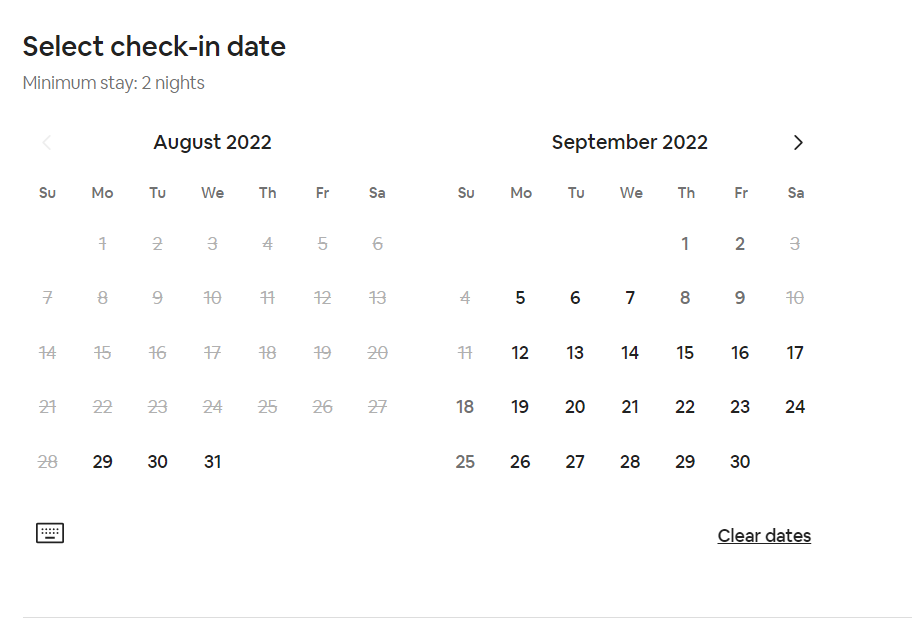 Select check-in date
Minimum stay: 2 nights
August 2022
Su Mo Tu We Th Fr Sa
1 2 3 4 5 6
7 8 9 10 11 12 13
14 15 16 17 18 19 20
21 22 23 24 25 26 27
28 29 30 31
September 2022
Su Mo Tu We Th Fr Sa
1 2 3
4 5 6 7 8 9 10
11 12 13 14 15 16 17
18 19 20 21 22 23 24
25 26 27 28 29 30
Clear dates